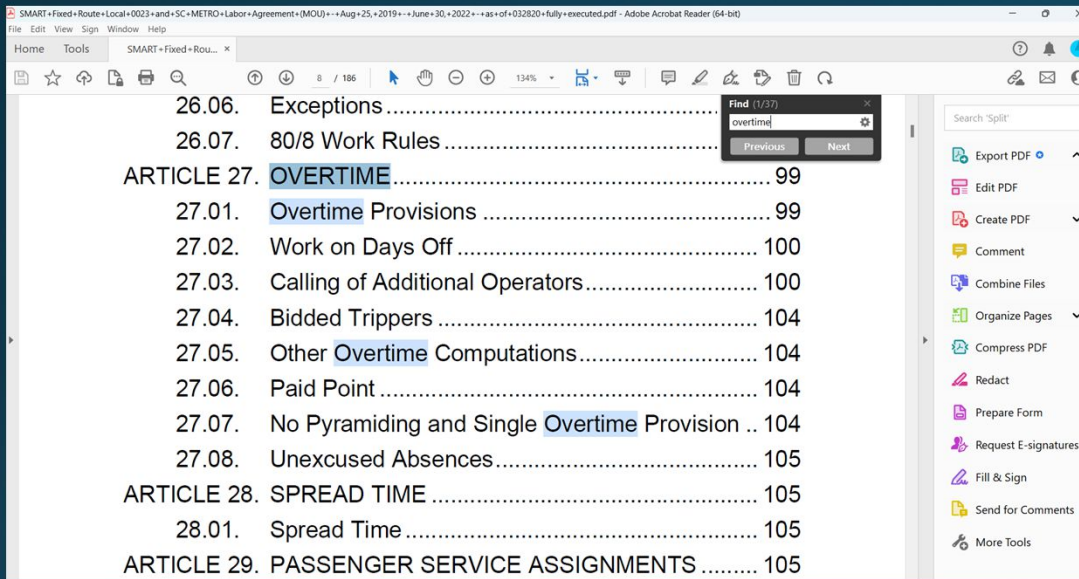 SMART+Fixed+Route+Local+0023+and+SC+METRO+Labor+Agreement+(MOU)+-+Aug+25,+2019+-+June+30,+2022+-+as+of+032820+fully+executed.pdf - Adobe Acrobat Reader (64-bit)
File Edit View Sign Window Help
Home Tools SMART+Fixed+Rou... ×
8 / 186 134%
26.06. Exceptions
26.07. 80/8 Work Rules
ARTICLE 27. OVERTIME 99
27.01. Overtime Provisions 99
27.02. Work on Days Off 100
27.03. Calling of Additional Operators 100
27.04. Bidded Trippers 104
27.05. Other Overtime Computations 104
27.06. Paid Point 104
27.07. No Pyramiding and Single Overtime Provision .. 104
27.08. Unexcused Absences 105
ARTICLE 28. SPREAD TIME 105
28.01. Spread Time 105
ARTICLE 29. PASSENGER SERVICE ASSIGNMENTS 105
Find (1/37)
overtime
Previous Next
Search 'Split'
Export PDF
Edit PDF
Create PDF
Comment
Combine Files
Organize Pages
Compress PDF
Redact
Prepare Form
Request E-signatures
Fill & Sign
Send for Comments
More Tools